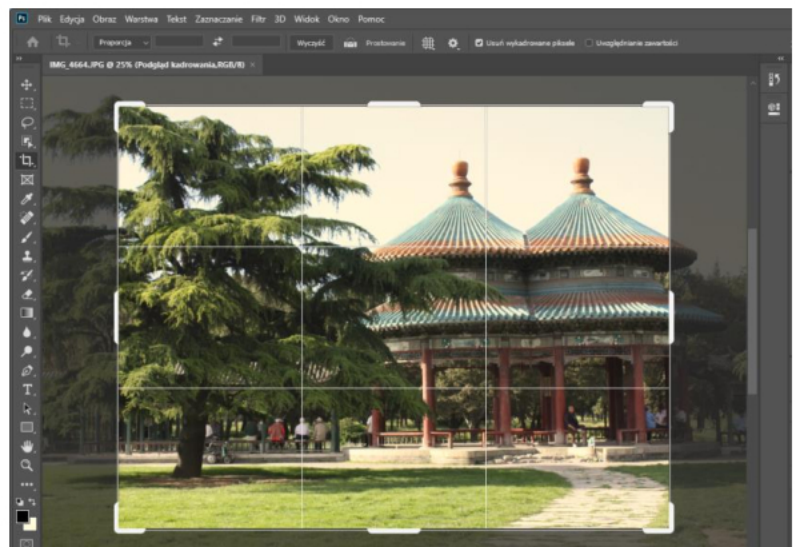 Ps Plik Edycja Obraz Warstwa Tekst Zaznaczanie Filtr 3D Widok Okno Pomoc
Proporcja Wyczyść Prostowanie Usuń wykadrowane piksele Uwzględnianie zawartości
IMG_4664.JPG @ 25% (Podgląd kadrowania,RGB/8) ×